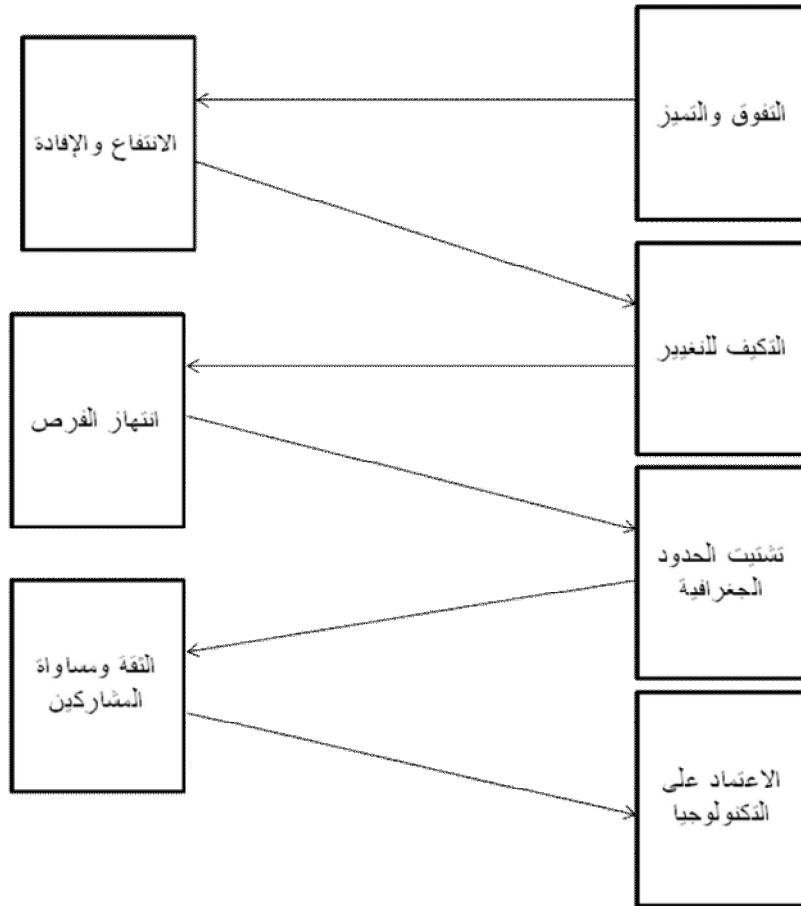 التفوق والتميز
الانتفاع والإفادة
التكيف للتغيير
انتهاز الفرص
تشتيت الحدود
الجغرافية
الثقة ومساواة
المشاركين
الاعتماد على
التكنولوجيا